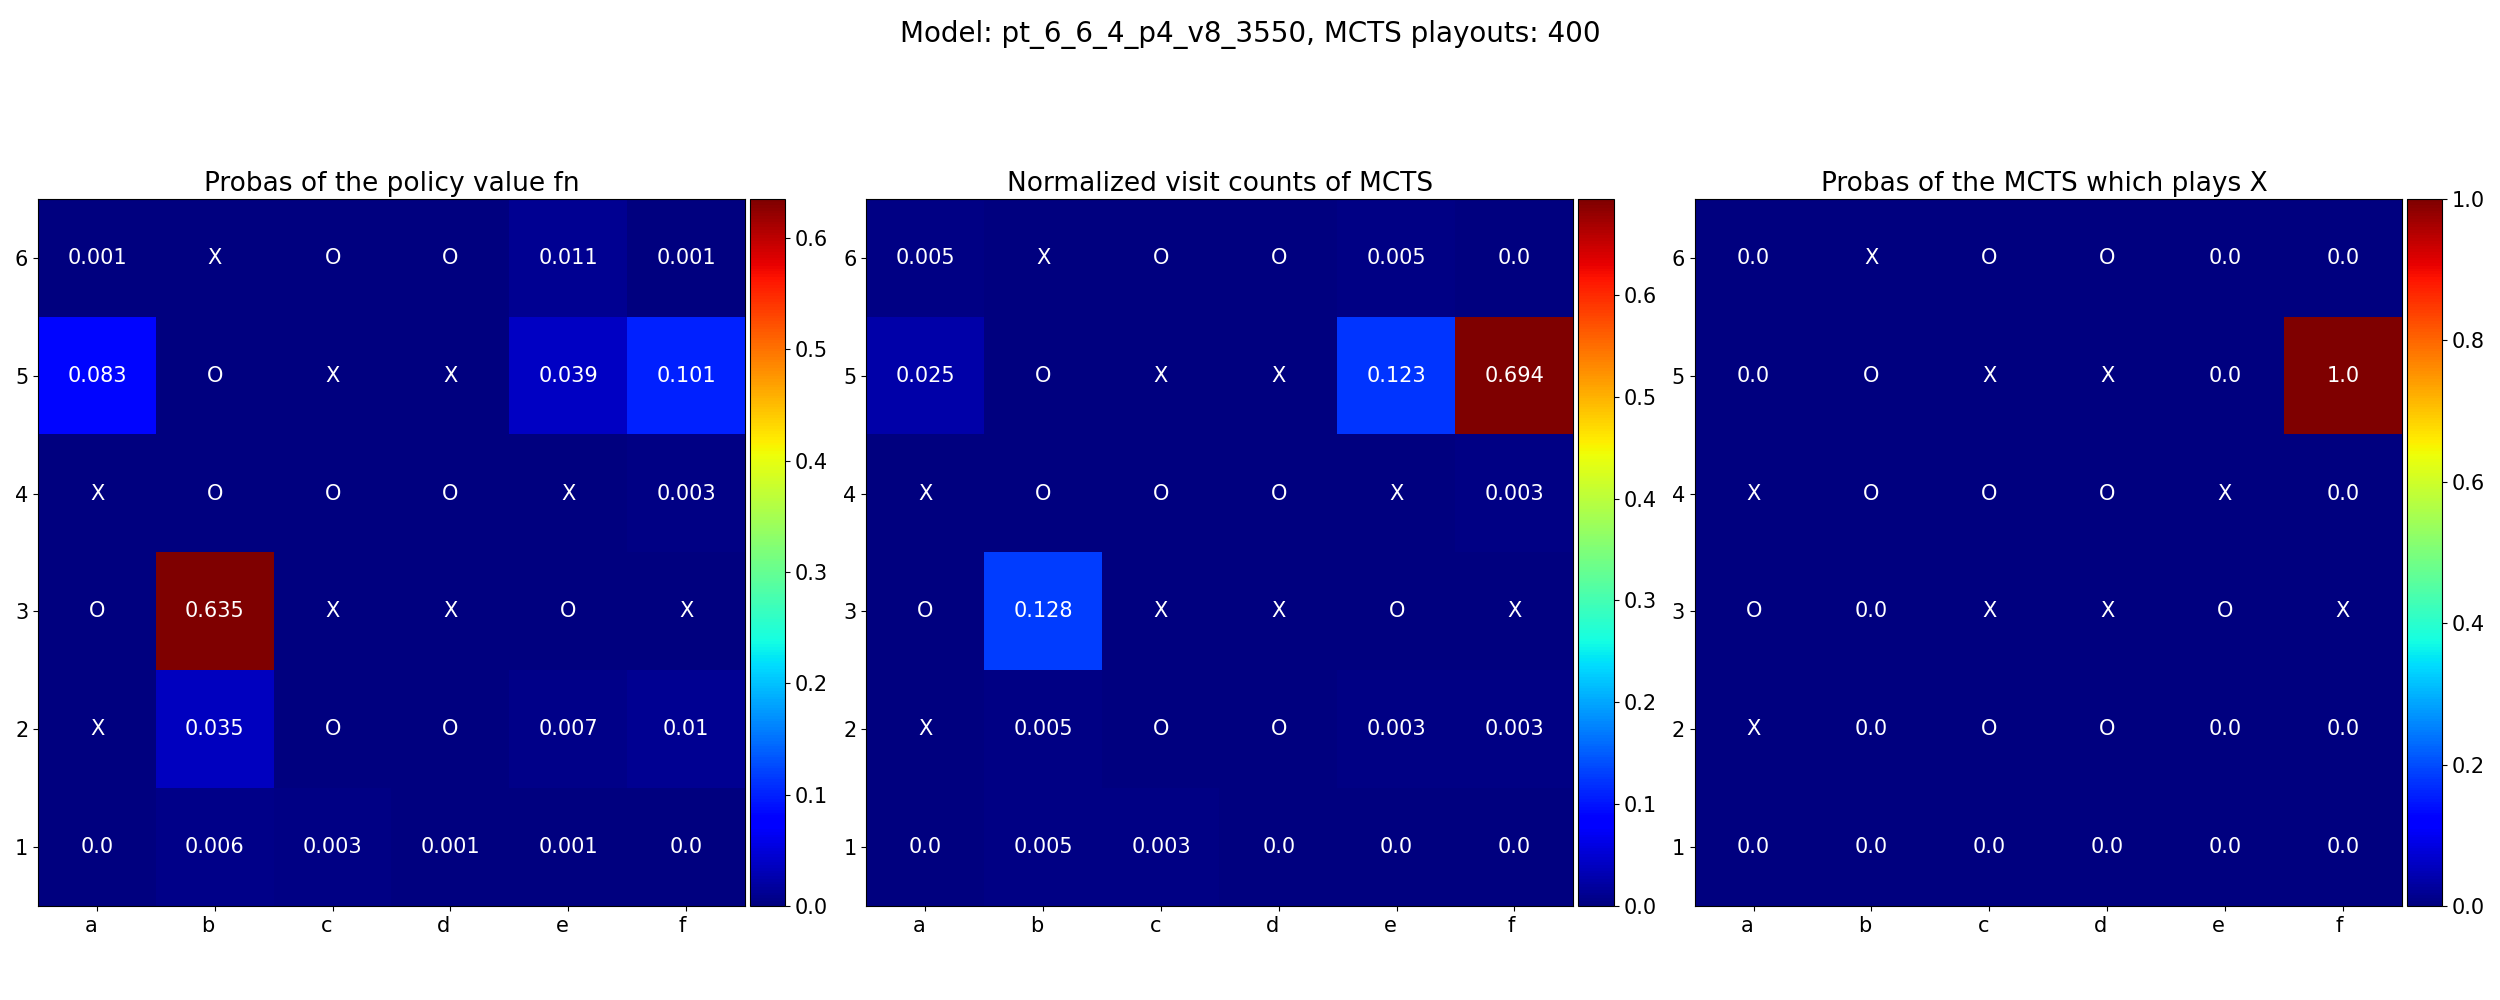 Model: pt_6_6_4_p4_v8_3550, MCTS playouts: 400
Probas of the policy value fn
6 0.001 X O O 0.011 0.001
5 0.083 O X X 0.039 0.101
4 X O O O X 0.003
3 O 0.635 X X O X
2 X 0.035 O O 0.007 0.01
1 0.0 0.006 0.003 0.001 0.001 0.0
a b c d e f
0.6
0.5
0.4
0.3
0.2
0.1
0.0
Normalized visit counts of MCTS
6 0.005 X O O 0.005 0.0
5 0.025 O X X 0.123 0.694
4 X O O O X 0.003
3 O 0.128 X X O X
2 X 0.005 O O 0.003 0.003
1 0.0 0.005 0.003 0.0 0.0 0.0
a b c d e f
0.6
0.5
0.4
0.3
0.2
0.1
0.0
Probas of the MCTS which plays X
6 0.0 X O O 0.0 0.0
5 0.0 O X X 0.0 1.0
4 X O O O X 0.0
3 O 0.0 X X O X
2 X 0.0 O O 0.0 0.0
1 0.0 0.0 0.0 0.0 0.0 0.0
a b c d e f
1.0
0.8
0.6
0.4
0.2
0.0